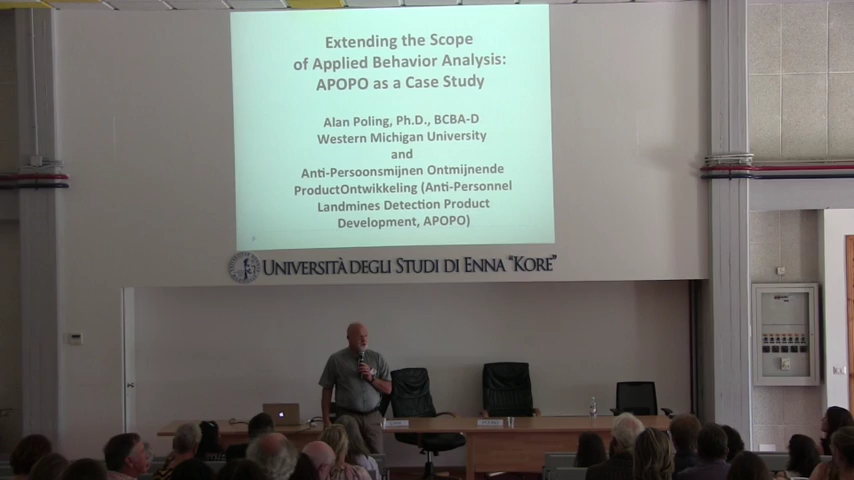 Extending the Scope
of Applied Behavior Analysis:
APOPO as a Case Study
Alan Poling, Ph.D., BCBA-D
Western Michigan University
and
Anti-Persoonsmijnen Ontmijnende
ProductOntwikkeling (Anti-Personnel
Landmines Detection Product
Development, APOPO)
UNIVERSITÀ DEGLI STUDI DI ENNA "KORE"